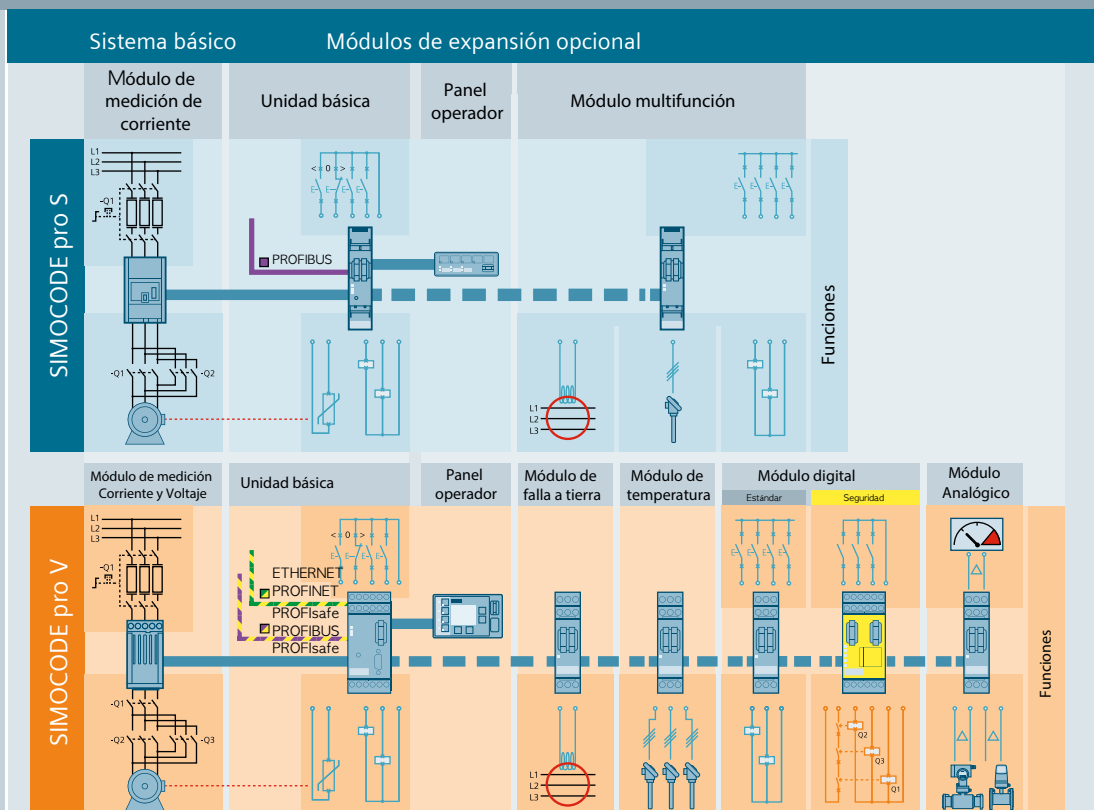 Sistema básico
Módulos de expansión opcional
Módulo de
medición de
corriente
Unidad básica
Panel
operador
Módulo multifunción
SIMOCODE pro S
L1
L2
L3
-Q1
< 0 >
E- E- E- E-
E- E- E- E-
PROFIBUS
Funciones
-Q1
-Q2
L1
L2
L3
Módulo de medición
Corriente y Voltaje
Unidad básica
Panel
operador
Módulo de
falla a tierra
Módulo de
temperatura
Módulo digital
Estándar
Seguridad
Módulo
Analógico
SIMOCODE pro V
L1
L2
L3
-Q1
< 0 >
E- E- E- E-
E- E- E- E-
ETHERNET
PROFINET
PROFIsafe
PROFIBUS
PROFIsafe
Funciones
-Q1
-Q2
-Q3
L1
L2
L3
Q2
Q3
Q1